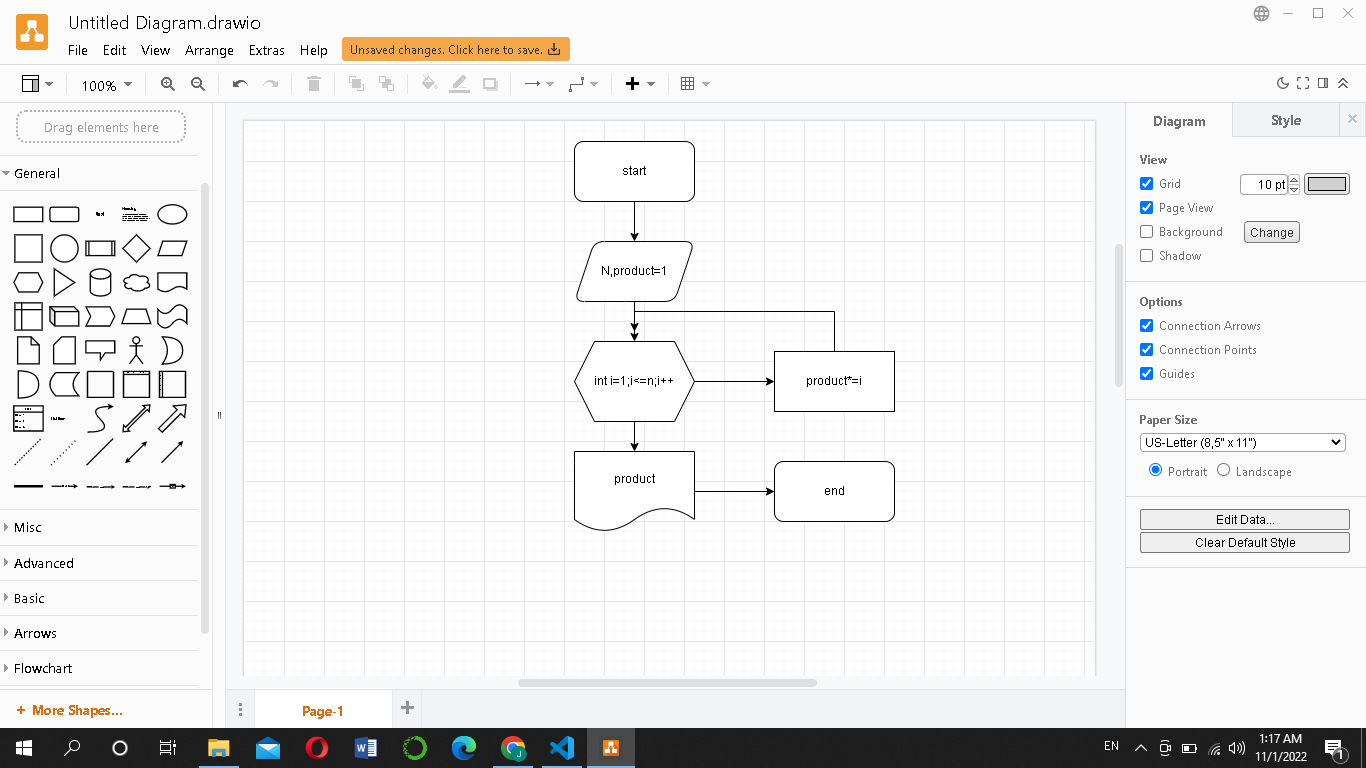 Untitled Diagram.drawio
File Edit View Arrange Extras Help Unsaved changes. Click here to save.
100%
Drag elements here
General
Misc
Advanced
Basic
Arrows
Flowchart
+ More Shapes...
start
N,product=1
int i=1;i<=n;i++
product*=i
product
end
Page-1
Diagram Style
View
Grid 10 pt
Page View
Background Change
Shadow
Options
Connection Arrows
Connection Points
Guides
Paper Size
US-Letter (8,5" x 11")
Portrait Landscape
Edit Data...
Clear Default Style
EN
1:17 AM
11/1/2022
1